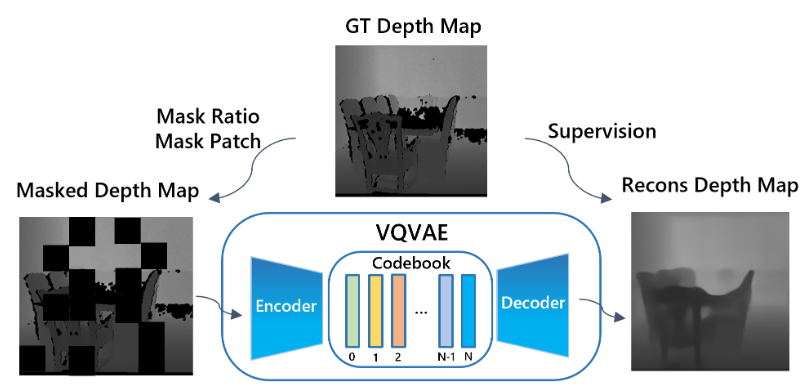 GT Depth Map
Mask Ratio
Mask Patch
Supervision
Masked Depth Map
Recons Depth Map
VQVAE
Codebook
Encoder
...
Decoder
0 1 2 N-1 N